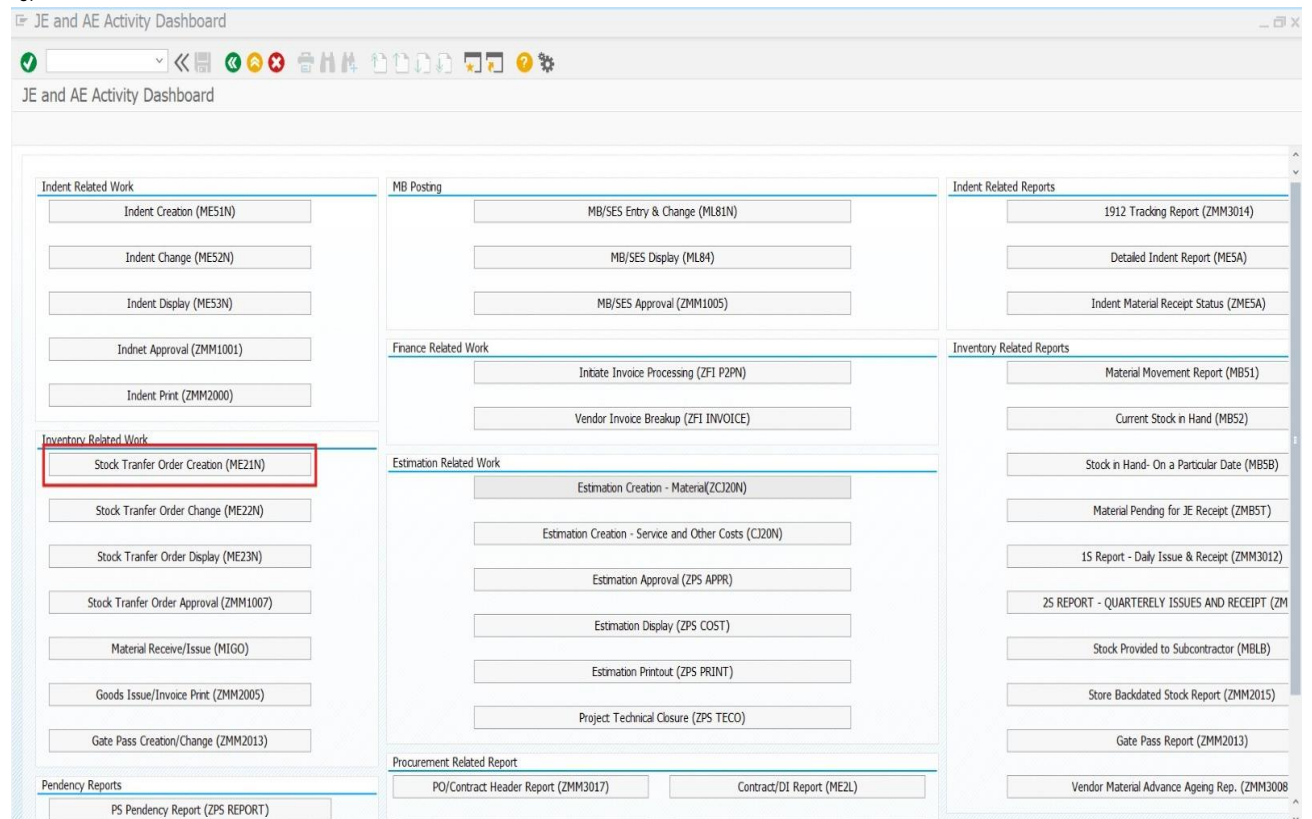 JE and AE Activity Dashboard
JE and AE Activity Dashboard
Indent Related Work
Indent Creation (ME51N)
Indent Change (ME52N)
Indent Display (ME53N)
Indnet Approval (ZMM1001)
Indent Print (ZMM2000)
Inventory Related Work
Stock Tranfer Order Creation (ME21N)
Stock Tranfer Order Change (ME22N)
Stock Tranfer Order Display (ME23N)
Stock Tranfer Order Approval (ZMM1007)
Material Receive/Issue (MIGO)
Goods Issue/Invoice Print (ZMM2005)
Gate Pass Creation/Change (ZMM2013)
Pendency Reports
PS Pendency Report (ZPS REPORT)
MB Posting
MB/SES Entry & Change (ML81N)
MB/SES Display (ML84)
MB/SES Approval (ZMM1005)
Finance Related Work
Initiate Invoice Processing (ZFI P2PN)
Vendor Invoice Breakup (ZFI INVOICE)
Estimation Related Work
Estimation Creation - Material(ZCJ20N)
Estimation Creation - Service and Other Costs (CJ20N)
Estimation Approval (ZPS APPR)
Estimation Display (ZPS COST)
Estimation Printout (ZPS PRINT)
Project Technical Closure (ZPS TECO)
Procurement Related Report
PO/Contract Header Report (ZMM3017)
Contract/DI Report (ME2L)
Indent Related Reports
1912 Tracking Report (ZMM3014)
Detailed Indent Report (ME5A)
Indent Material Receipt Status (ZME5A)
Inventory Related Reports
Material Movement Report (MB51)
Current Stock in Hand (MB52)
Stock in Hand- On a Particular Date (MB5B)
Material Pending for JE Receipt (ZMB5T)
1S Report - Daily Issue & Receipt (ZMM3012)
2S REPORT - QUARTERELY ISSUES AND RECEIPT (ZM
Stock Provided to Subcontractor (MBLB)
Store Backdated Stock Report (ZMM2015)
Gate Pass Report (ZMM2013)
Vendor Material Advance Ageing Rep. (ZMM3008